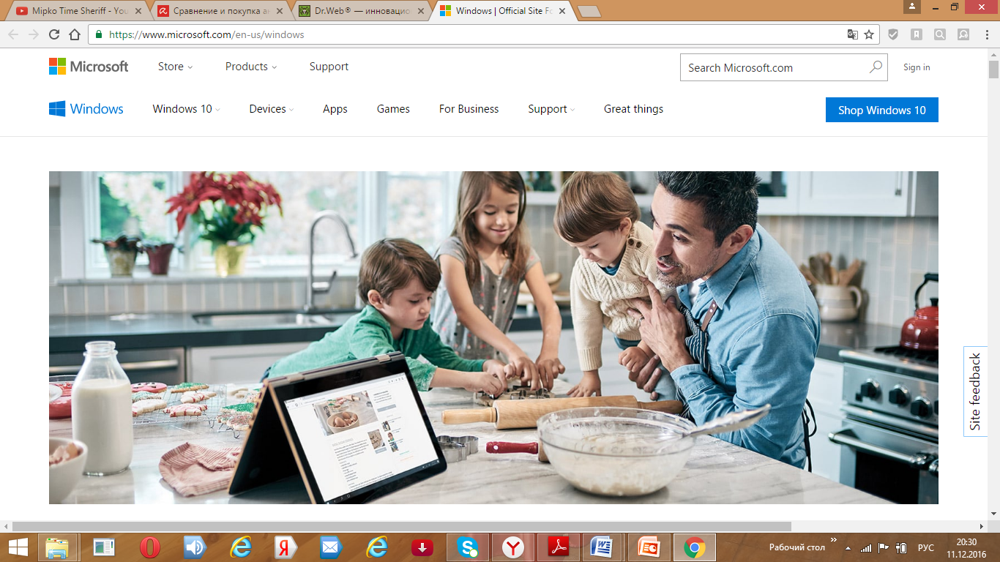 Mipko Time Sheriff - You
Сравнение и покупка ан
Dr.Web® — инновацион
Windows | Official Site Fo
https://www.microsoft.com/en-us/windows
Microsoft Store Products Support Search Microsoft.com Sign in
Windows Windows 10 Devices Apps Games For Business Support Great things Shop Windows 10
Site feedback
Рабочий стол
РУС
20:30
11.12.2016